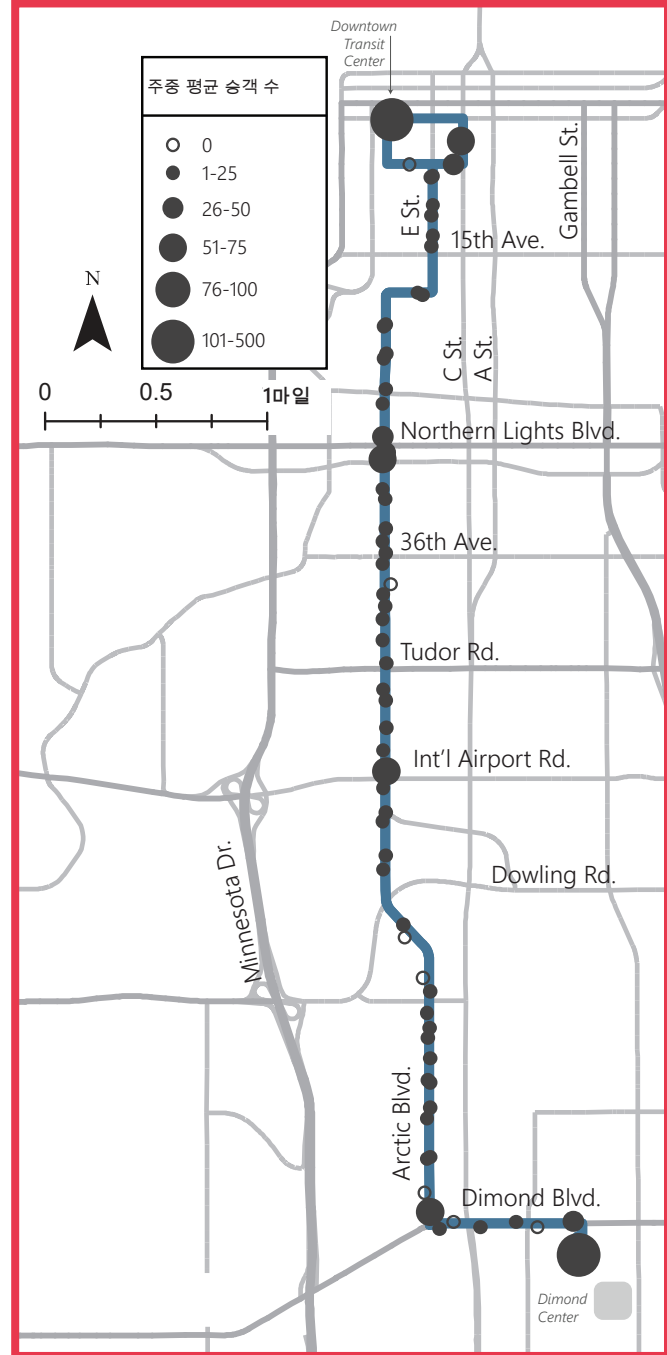 Downtown
Transit
Center
주중 평균 승객 수
0
1-25
26-50
51-75
76-100
101-500
N
0 0.5 1마일
E St.
Gambell St.
15th Ave.
C St.
A St.
Northern Lights Blvd.
36th Ave.
Tudor Rd.
Int'l Airport Rd.
Minnesota Dr.
Dowling Rd.
Arctic Blvd.
Dimond Blvd.
Dimond
Center